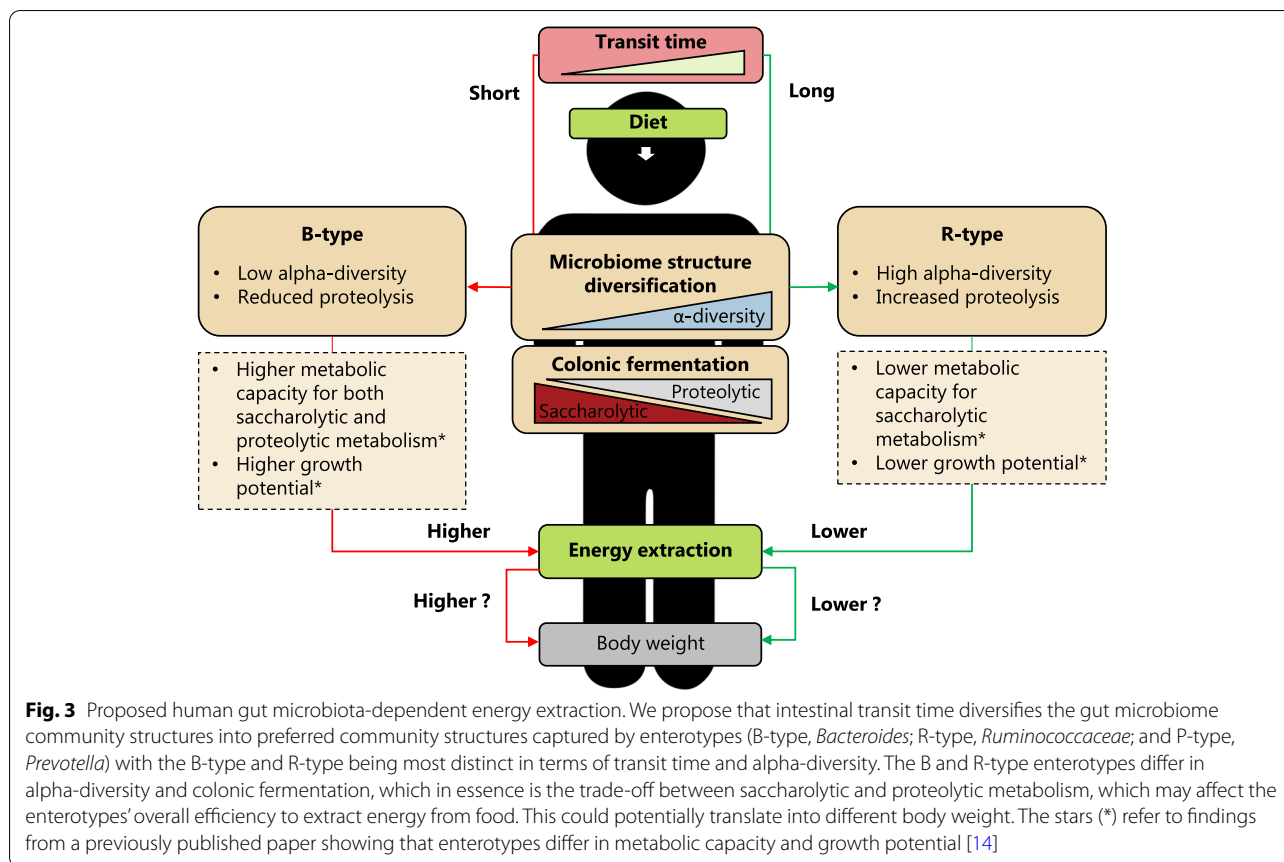 Transit time
Short
Long
Diet
B-type
• Low alpha-diversity
• Reduced proteolysis
Microbiome structure
diversification
α-diversity
R-type
• High alpha-diversity
• Increased proteolysis
• Higher metabolic
capacity for both
saccharolytic and
proteolytic metabolism*
• Higher growth
potential*
Colonic fermentation
Proteolytic
Saccharolytic
• Lower metabolic
capacity for
saccharolytic
metabolism*
• Lower growth potential*
Higher
Lower
Energy extraction
Higher ?
Lower ?
Body weight
Fig. 3 Proposed human gut microbiota-dependent energy extraction. We propose that intestinal transit time diversifies the gut microbiome
community structures into preferred community structures captured by enterotypes (B-type, Bacteroides; R-type, Ruminococcaceae; and P-type,
Prevotella) with the B-type and R-type being most distinct in terms of transit time and alpha-diversity. The B and R-type enterotypes differ in
alpha-diversity and colonic fermentation, which in essence is the trade-off between saccharolytic and proteolytic metabolism, which may affect the
enterotypes' overall efficiency to extract energy from food. This could potentially translate into different body weight. The stars (*) refer to findings
from a previously published paper showing that enterotypes differ in metabolic capacity and growth potential [14]